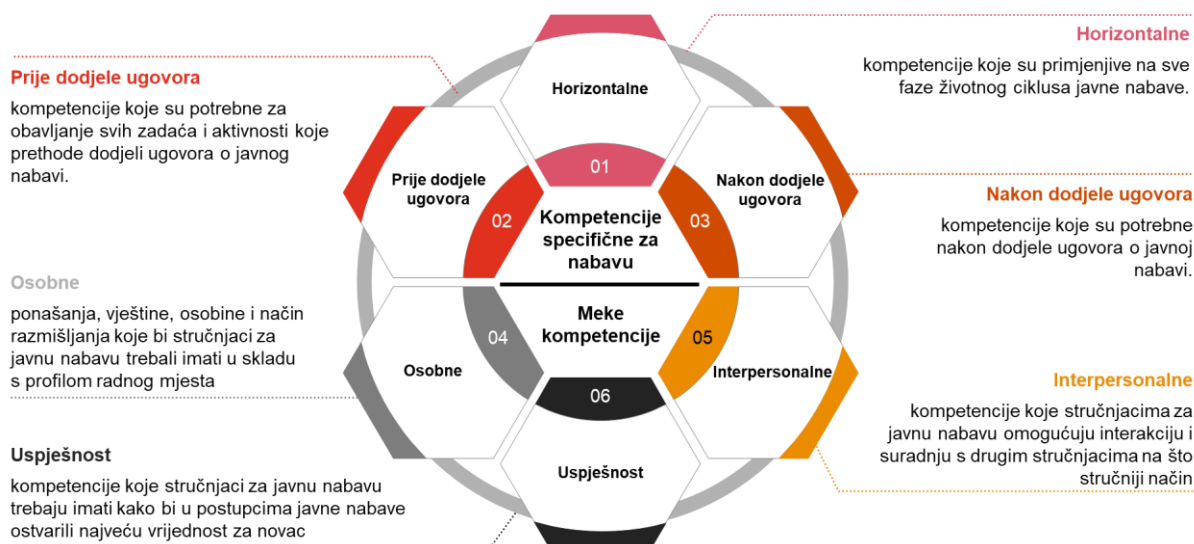 Prije dodjele ugovora
kompetencije koje su potrebne za
obavljanje svih zadaća i aktivnosti koje
prethode dodjeli ugovora o javnog
nabavi.
Osobne
ponašanja, vještine, osobine i način
razmišljanja koje bi stručnjaci za
javnu nabavu trebali imati u skladu
s profilom radnog mjesta
Uspješnost
kompetencije koje stručnjaci za javnu nabavu
trebaju imati kako bi u postupcima javne nabave
ostvarili najveću vrijednost za novac
Horizontalne
01
Prije dodjele
ugovora
02
Kompetencije
specifične za
nabavu
03
Nakon dodjele
ugovora
Meke
kompetencije
04
Osobne
05
Interpersonalne
06
Uspješnost
Horizontalne
kompetencije koje su primjenjive na sve
faze životnog ciklusa javne nabave.
Nakon dodjele ugovora
kompetencije koje su potrebne
nakon dodjele ugovora o javnoj
nabavi.
Interpersonalne
kompetencije koje stručnjacima za
javnu nabavu omogućuju interakciju i
suradnju s drugim stručnjacima na što
stručniji način